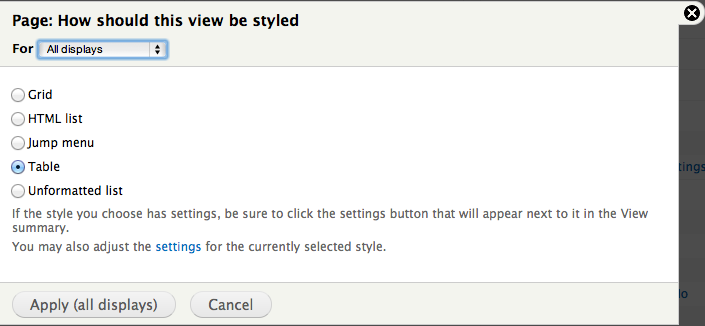 Page: How should this view be styled
For All displays
Grid
HTML list
Jump menu
Table
tings
Unformatted list
If the style you choose has settings, be sure to click the settings button that will appear next to it in the View
summary.
You may also adjust the settings for the currently selected style.
lo
Apply (all displays) Cancel